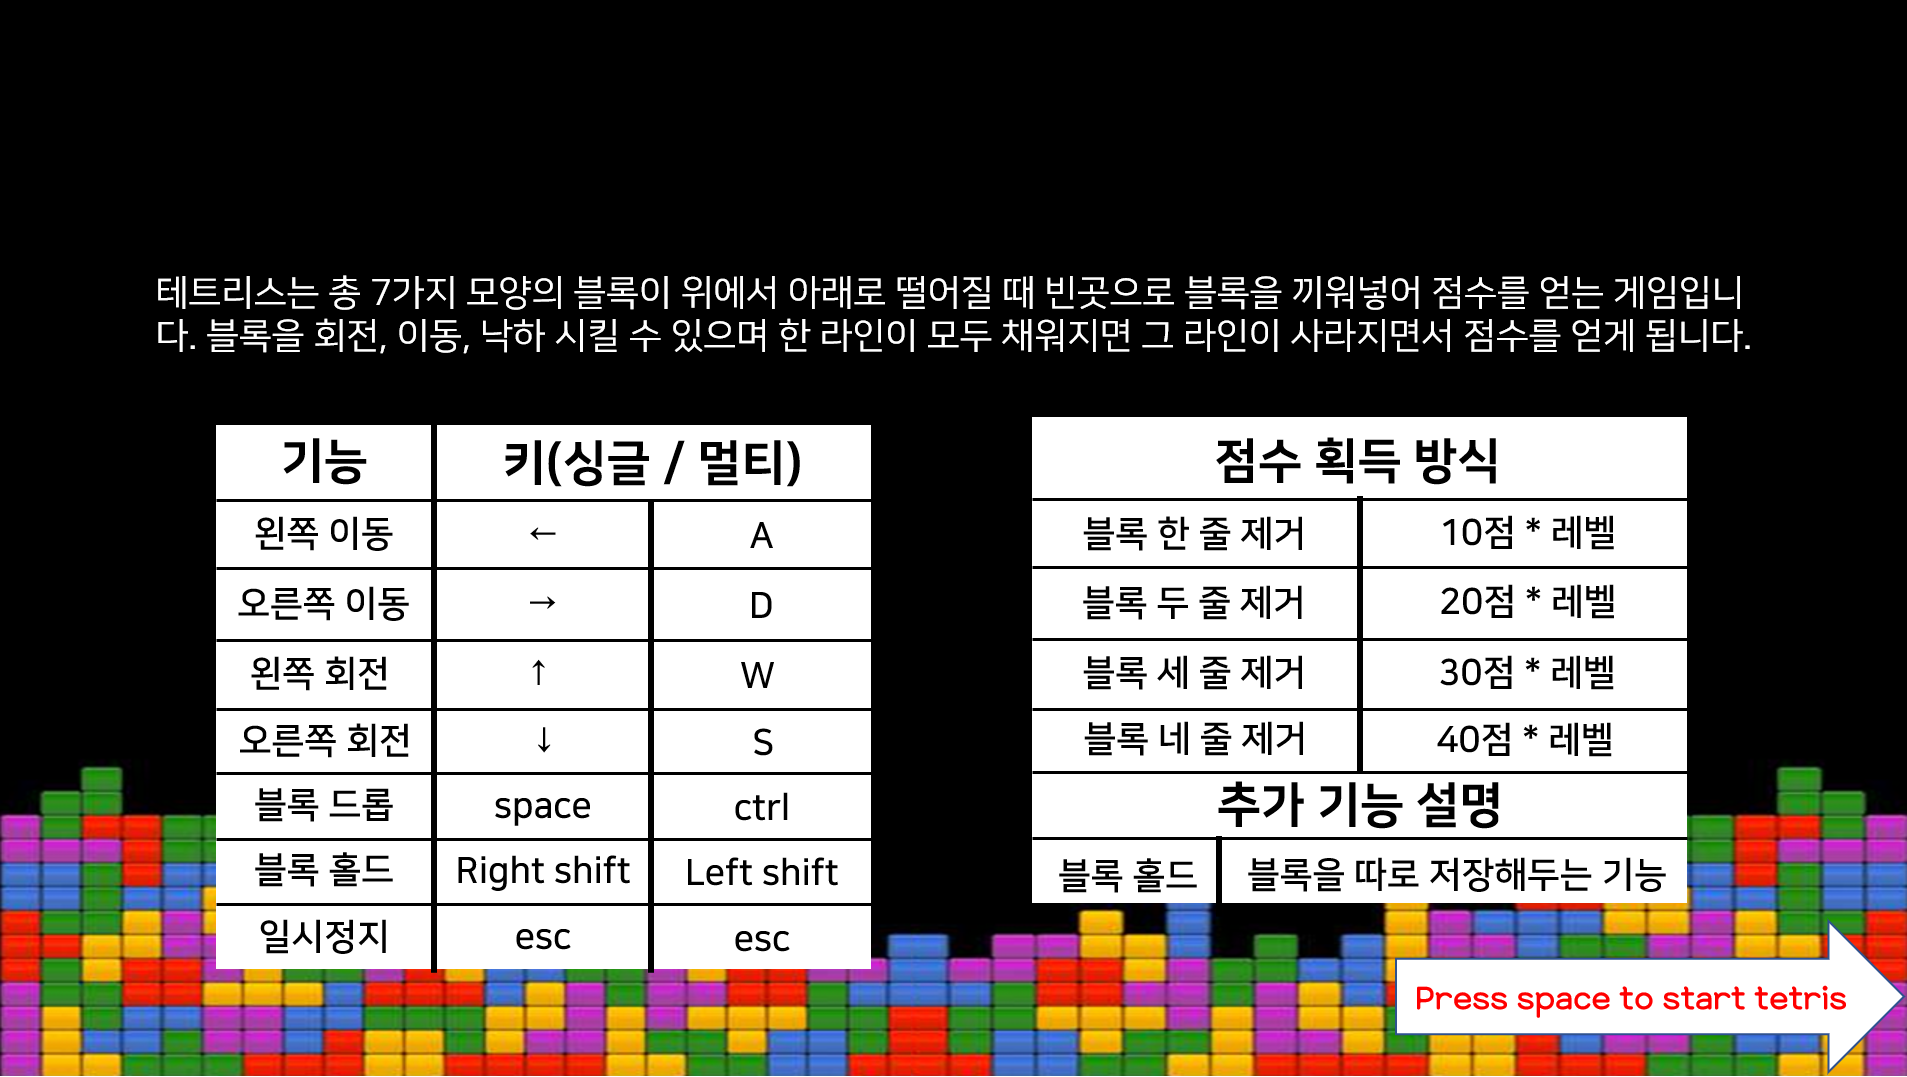 테트리스는 총 7가지 모양의 블록이 위에서 아래로 떨어질 때 빈곳으로 블록을 끼워넣어 점수를 얻는 게임입니
다. 블록을 회전, 이동, 낙하 시킬 수 있으며 한 라인이 모두 채워지면 그 라인이 사라지면서 점수를 얻게 됩니다.
기능 키(싱글 / 멀티)
왼쪽 이동 ← A
오른쪽 이동 → D
왼쪽 회전 ↑ W
오른쪽 회전 ↓ S
블록 드롭 space ctrl
블록 홀드 Right shift Left shift
일시정지 esc esc
점수 획득 방식
블록 한 줄 제거 10점 * 레벨
블록 두 줄 제거 20점 * 레벨
블록 세 줄 제거 30점 * 레벨
블록 네 줄 제거 40점 * 레벨
추가 기능 설명
블록 홀드 블록을 따로 저장해두는 기능
Press space to start tetris